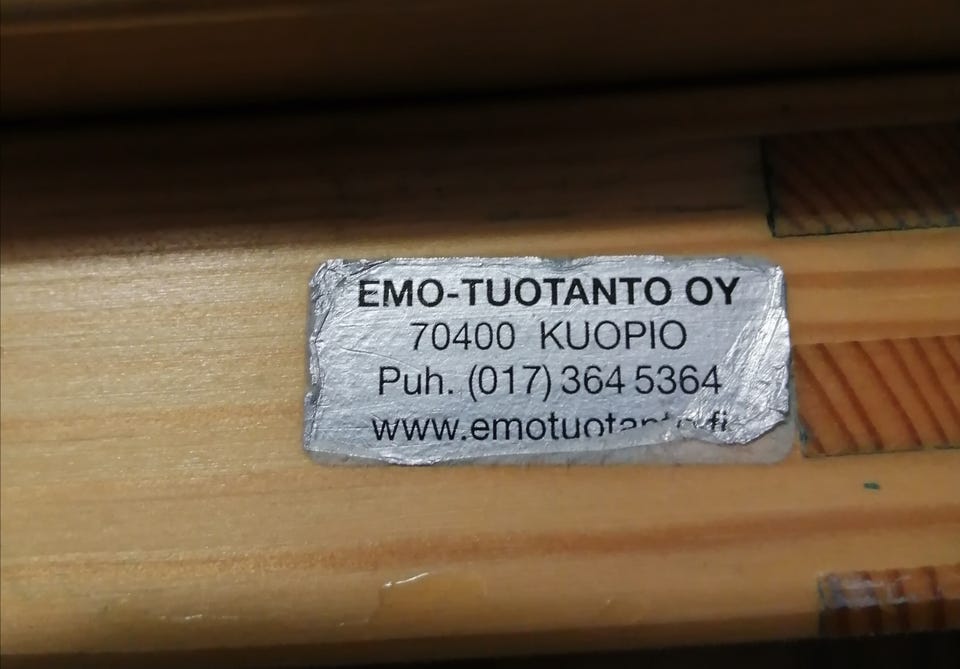 EMO-TUOTANTO OY
70400 KUOPIO
Puh. (017) 364 5364
www.emotuotanto.fi